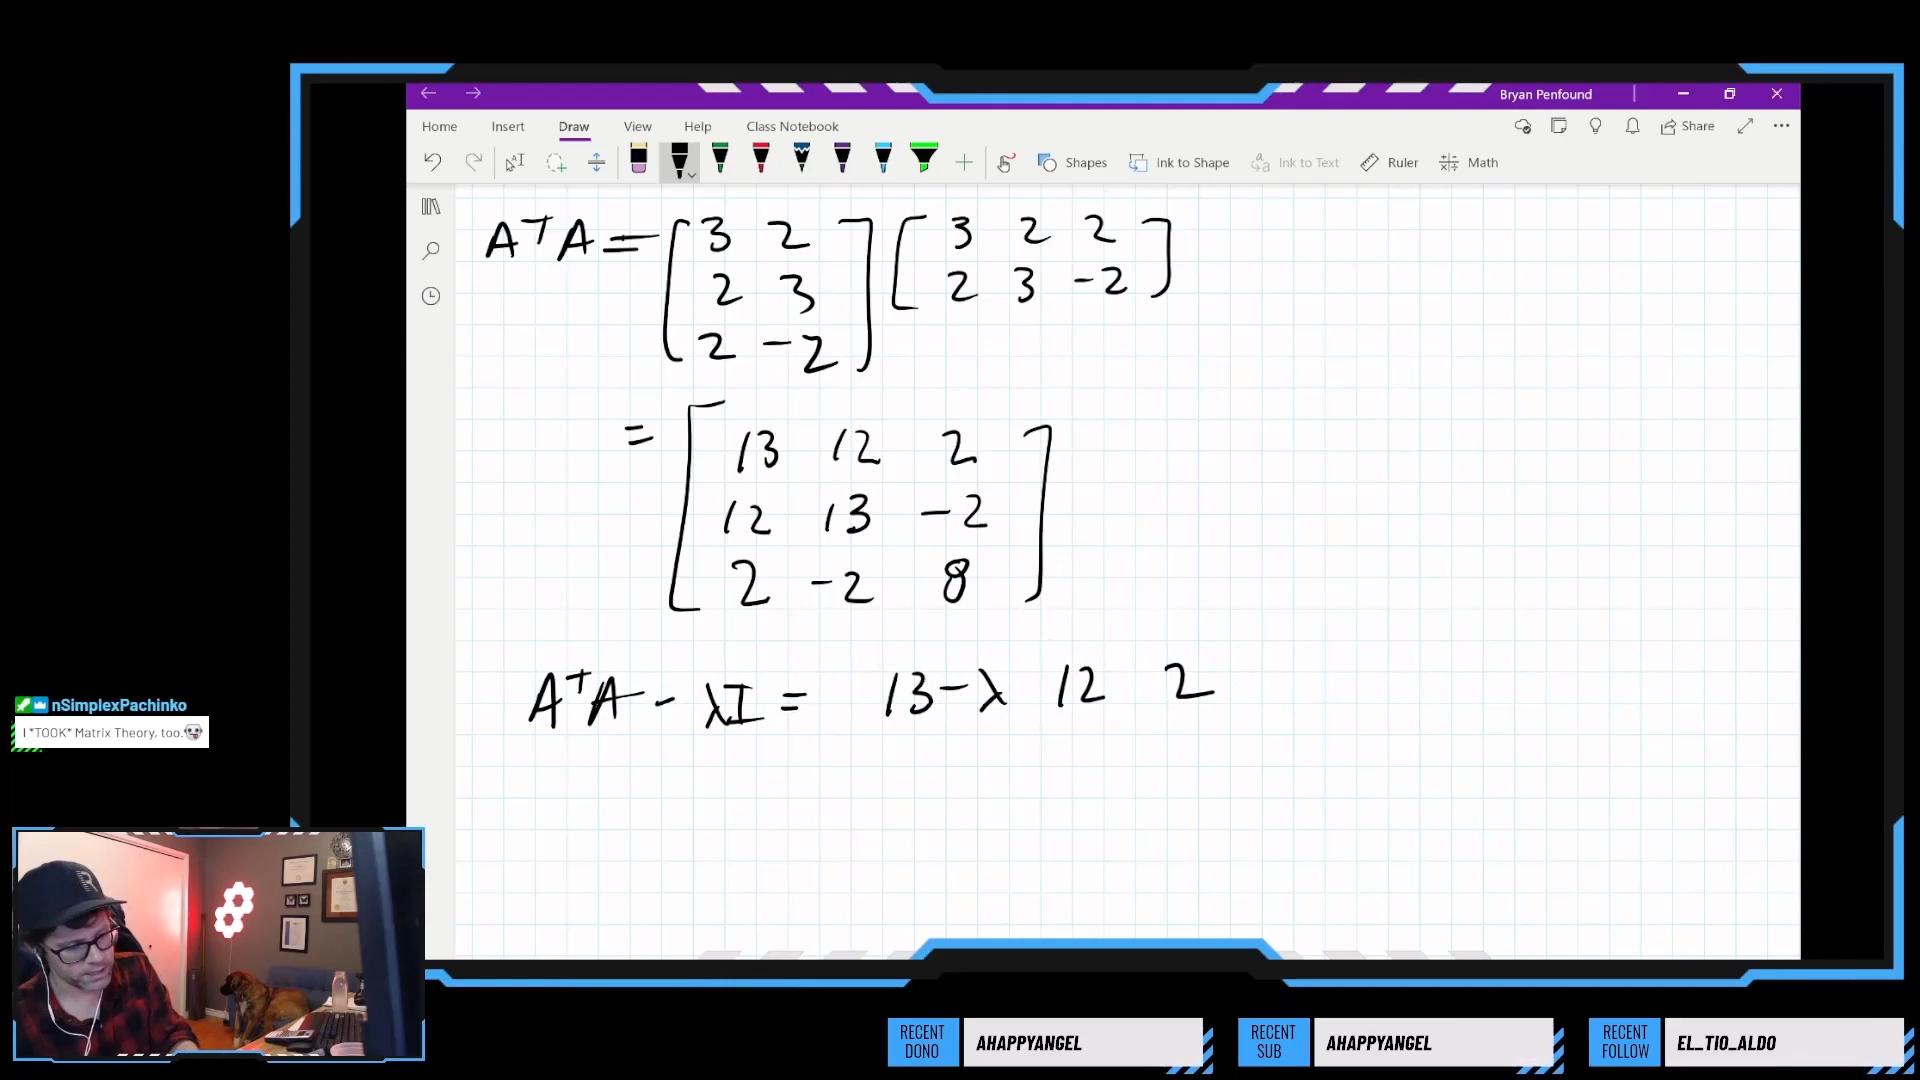 Bryan Penfound
Home Insert Draw View Help Class Notebook Share
Shapes Ink to Shape Ink to Text Ruler Math
AᵀA = [3 2 [3 2 2
2 3 2 3 -2]
2 -2]
= [13 12 2
12 13 -2
2 -2 8]
AᵀA - λI = 13-λ 12 2
nSimplexPachinko
I *TOOK* Matrix Theory, too.
RECENT DONO AHAPPYANGEL
RECENT SUB AHAPPYANGEL
RECENT FOLLOW EL_TIO_ALDO